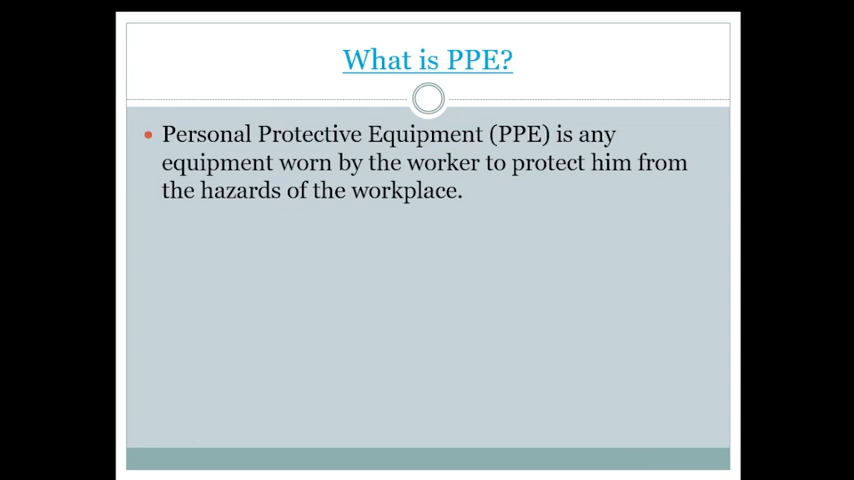 What is PPE?
Personal Protective Equipment (PPE) is any
equipment worn by the worker to protect him from
the hazards of the workplace.